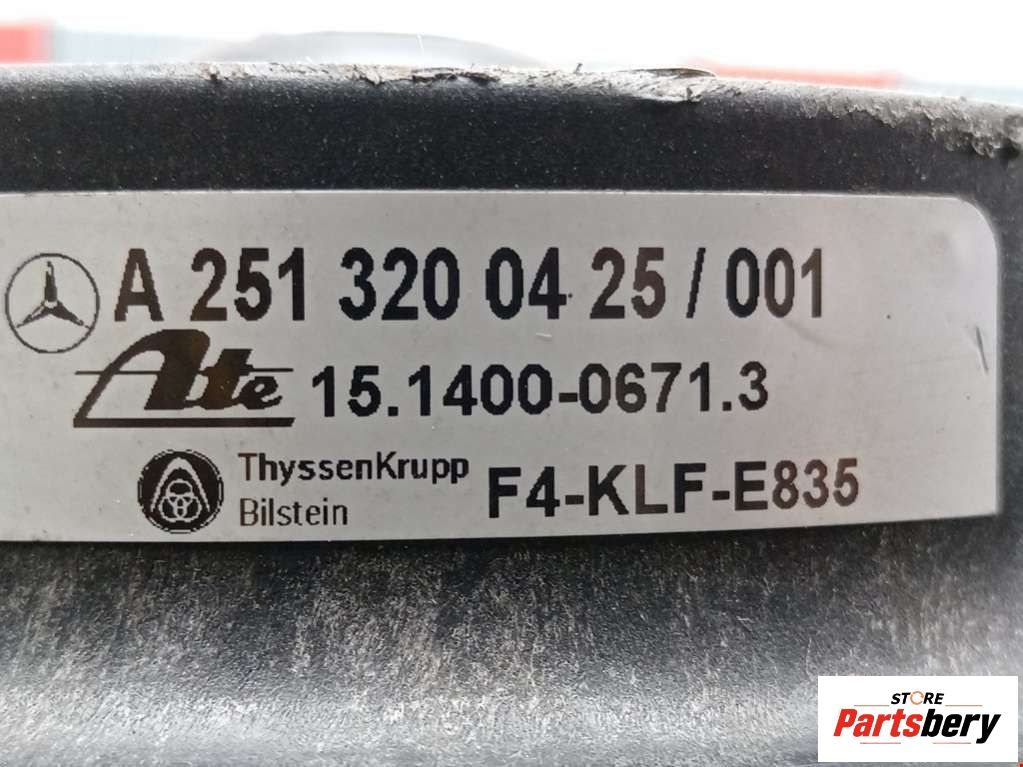 A 251 320 04 25 / 001
Ate 15.1400-0671.3
ThyssenKrupp
Bilstein F4-KLF-E835
STORE
Partsbery